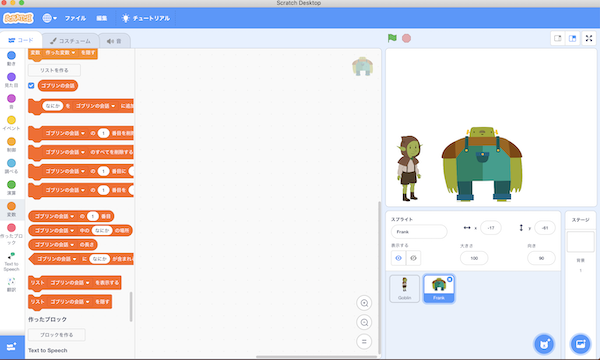 Scratch Desktop
SCRATCH
ファイル
編集
チュートリアル
コード
コスチューム
音
動き
見た目
音
イベント
制御
調べる
演算
変数
作ったブロック
Text to Speech
翻訳
変数 作った変数 を隠す
リストを作る
ゴブリンの会話
なにか を ゴブリンの会話 に追加
ゴブリンの会話 の 1 番目を削除
ゴブリンの会話 のすべてを削除する
ゴブリンの会話 の 1 番目に
ゴブリンの会話 の 1 番目を
ゴブリンの会話 の 1 番目
ゴブリンの会話 中の なにか の場所
ゴブリンの会話 の長さ
ゴブリンの会話 に なにか が含まれ
リスト ゴブリンの会話 を表示する
リスト ゴブリンの会話 を隠す
作ったブロック
ブロックを作る
Text to Speech
スプライト
Frank
x -17
y -41
表示する
大きさ 100
向き 90
Goblin
Frank
ステージ
背景
1